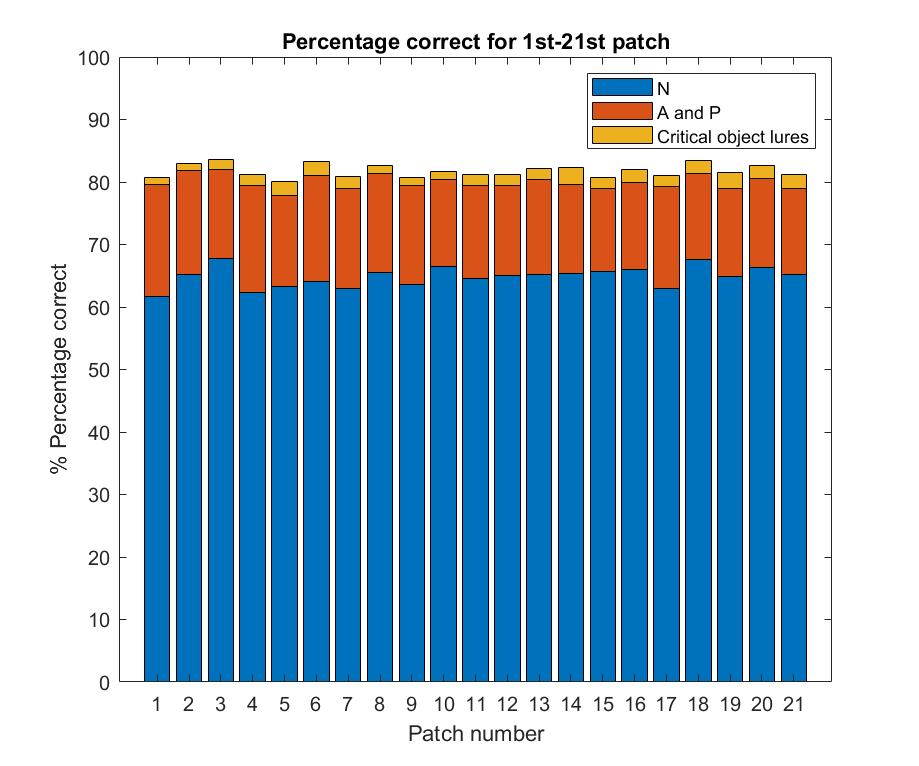 Percentage correct for 1st-21st patch
100
90
80
70
60
50
40
30
20
10
0
% Percentage correct
N
A and P
Critical object lures
1 2 3 4 5 6 7 8 9 10 11 12 13 14 15 16 17 18 19 20 21
Patch number